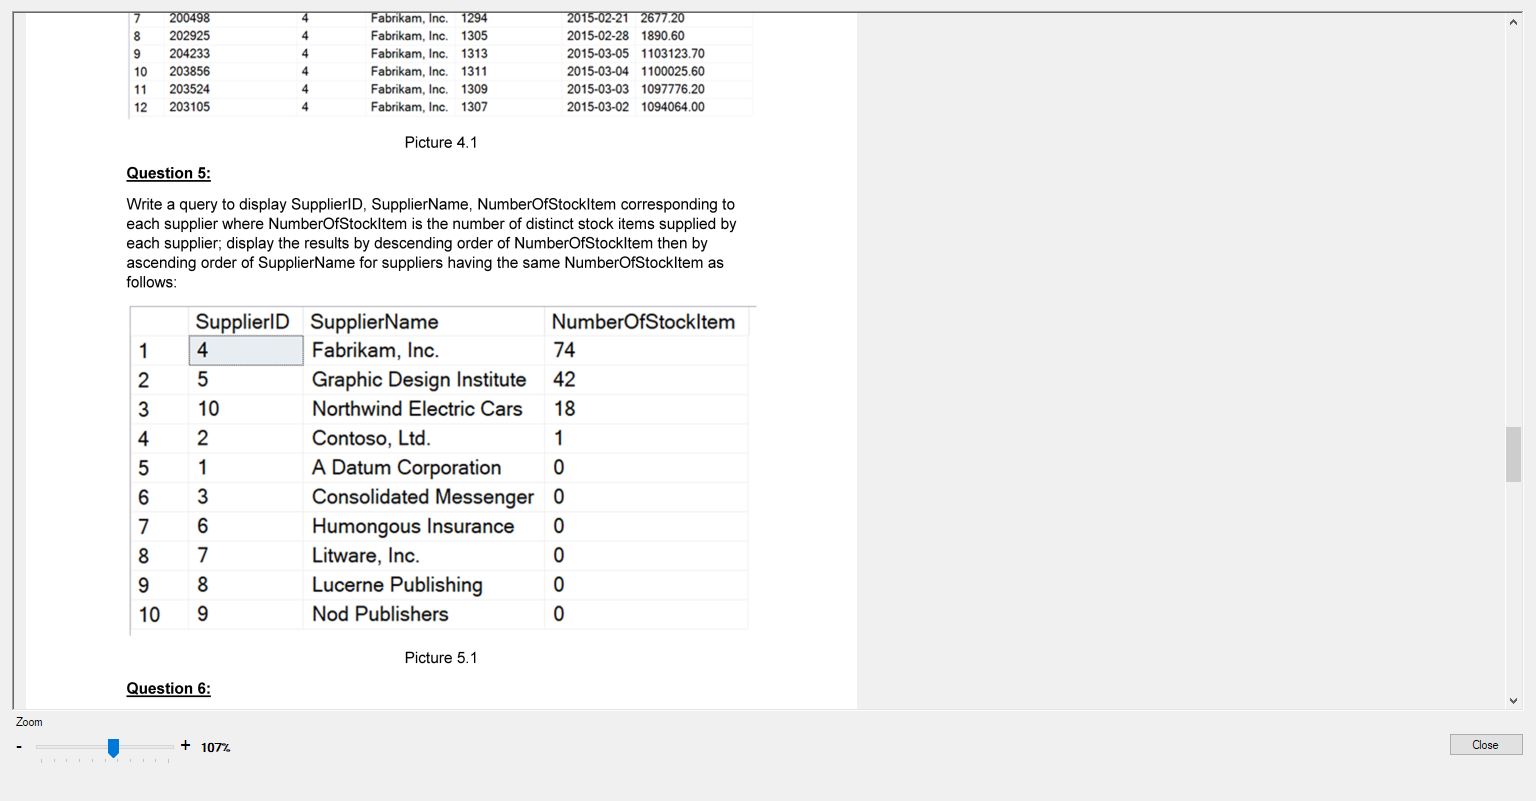 7 200498 4 Fabrikam, Inc. 1294 2015-02-21 2677.20
8 202925 4 Fabrikam, Inc. 1305 2015-02-28 1890.60
9 204233 4 Fabrikam, Inc. 1313 2015-03-05 1103123.70
10 203856 4 Fabrikam, Inc. 1311 2015-03-04 1100025.60
11 203524 4 Fabrikam, Inc. 1309 2015-03-03 1097776.20
12 203105 4 Fabrikam, Inc. 1307 2015-03-02 1094064.00
Picture 4.1
Question 5:
Write a query to display SupplierID, SupplierName, NumberOfStockItem corresponding to
each supplier where NumberOfStockItem is the number of distinct stock items supplied by
each supplier; display the results by descending order of NumberOfStockItem then by
ascending order of SupplierName for suppliers having the same NumberOfStockItem as
follows:
SupplierID SupplierName NumberOfStockItem
1 4 Fabrikam, Inc. 74
2 5 Graphic Design Institute 42
3 10 Northwind Electric Cars 18
4 2 Contoso, Ltd. 1
5 1 A Datum Corporation 0
6 3 Consolidated Messenger 0
7 6 Humongous Insurance 0
8 7 Litware, Inc. 0
9 8 Lucerne Publishing 0
10 9 Nod Publishers 0
Picture 5.1
Question 6:
Zoom
- + 107%
Close